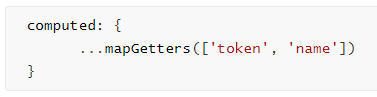 computed: {
      ...mapGetters(['token', 'name'])
}